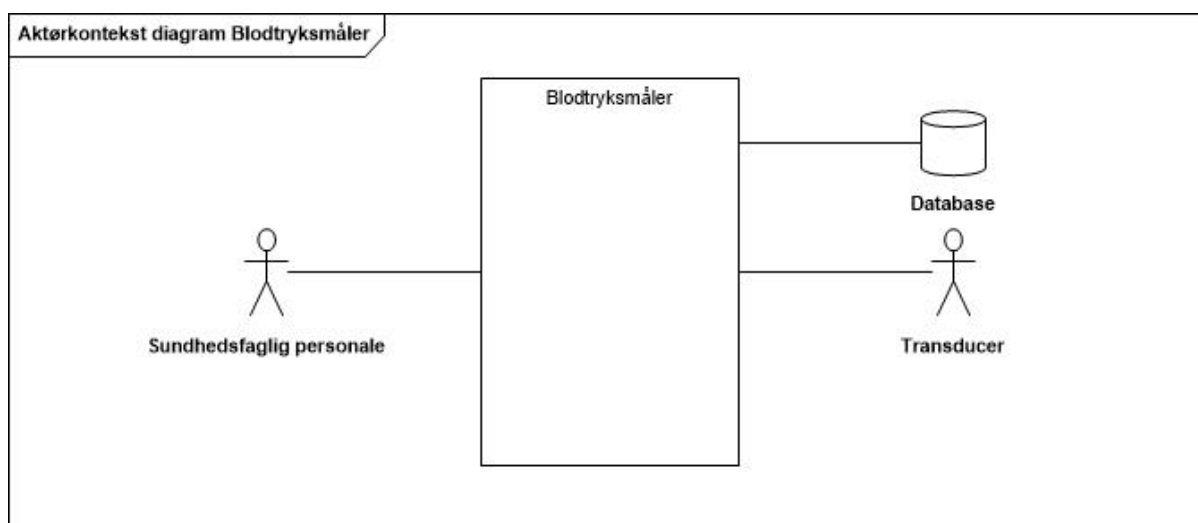 Aktørkontekst diagram Blodtryksmåler
Blodtryksmåler
Database
Sundhedsfaglig personale
Transducer